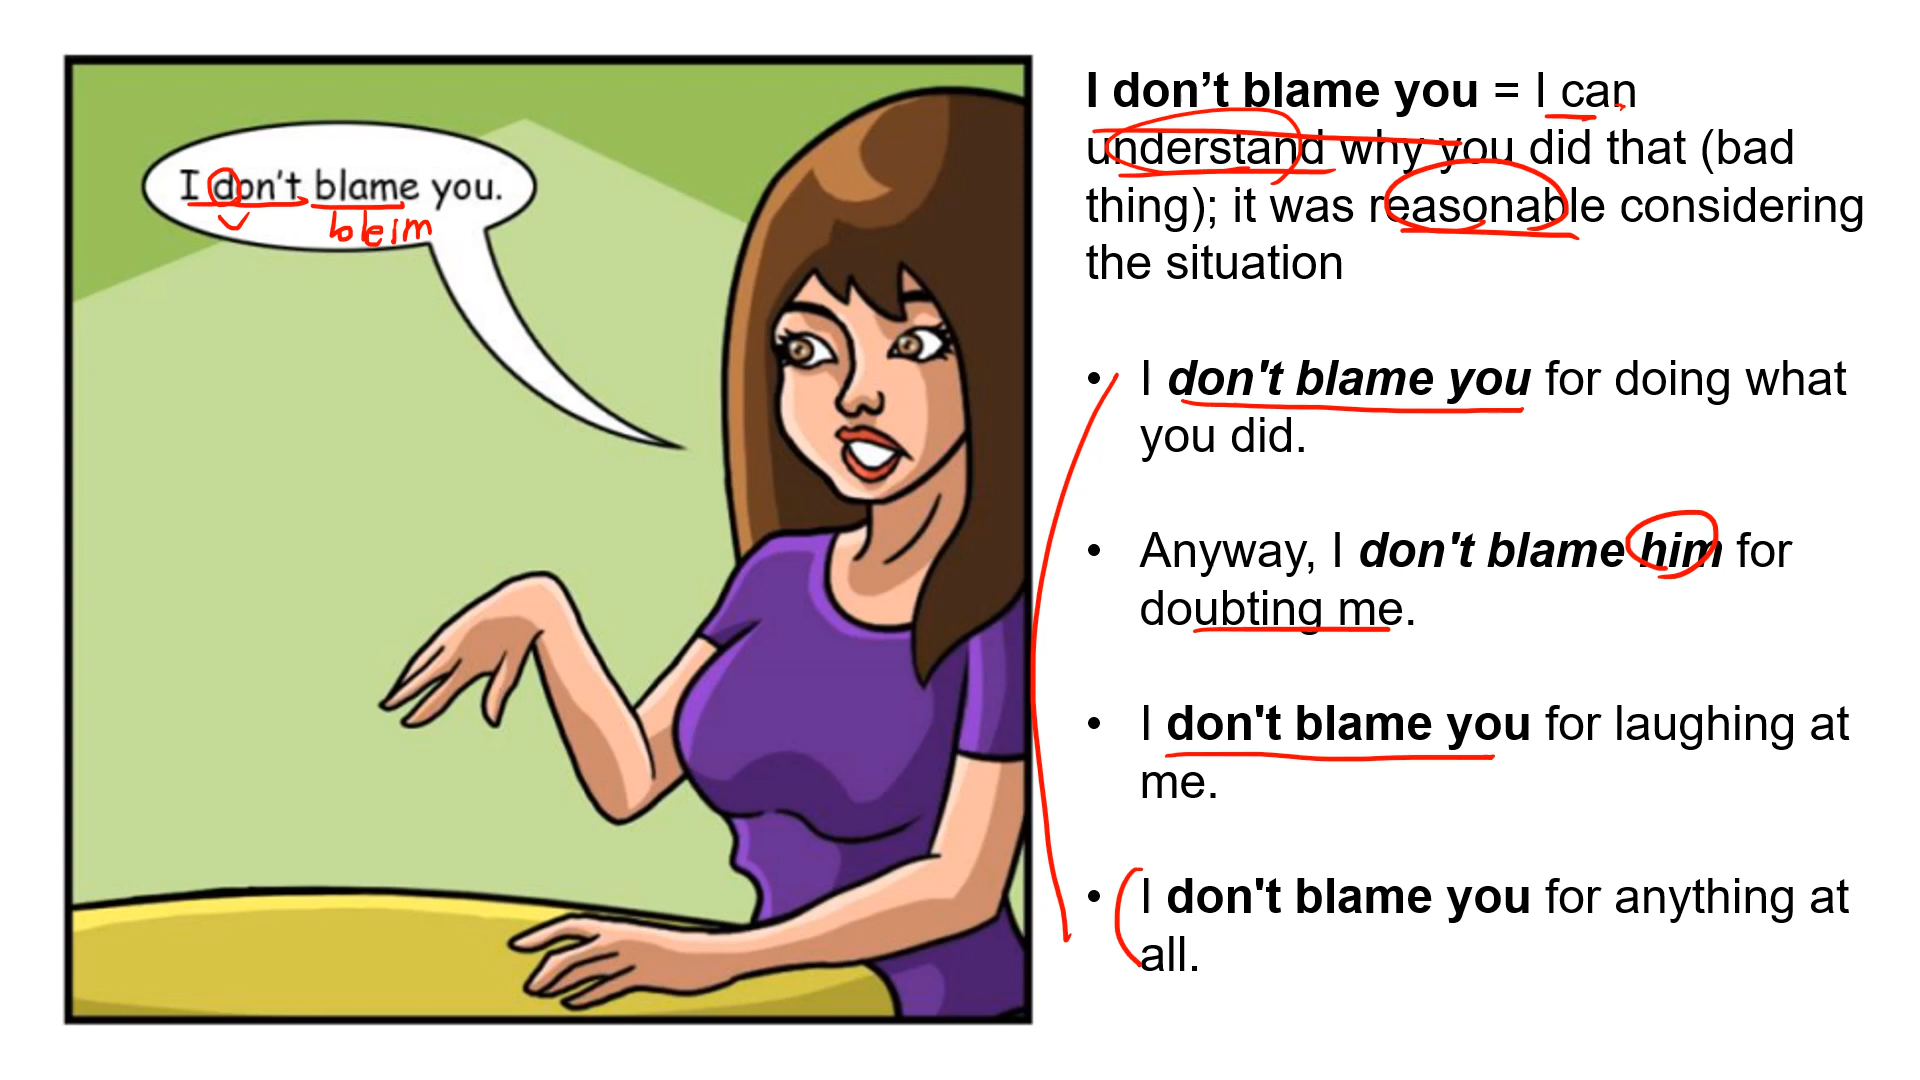 I don't blame you.
bleim
I don’t blame you = I can
understand why you did that (bad
thing); it was reasonable considering
the situation
• I don't blame you for doing what
you did.
• Anyway, I don't blame him for
doubting me.
• I don't blame you for laughing at
me.
• I don't blame you for anything at
all.